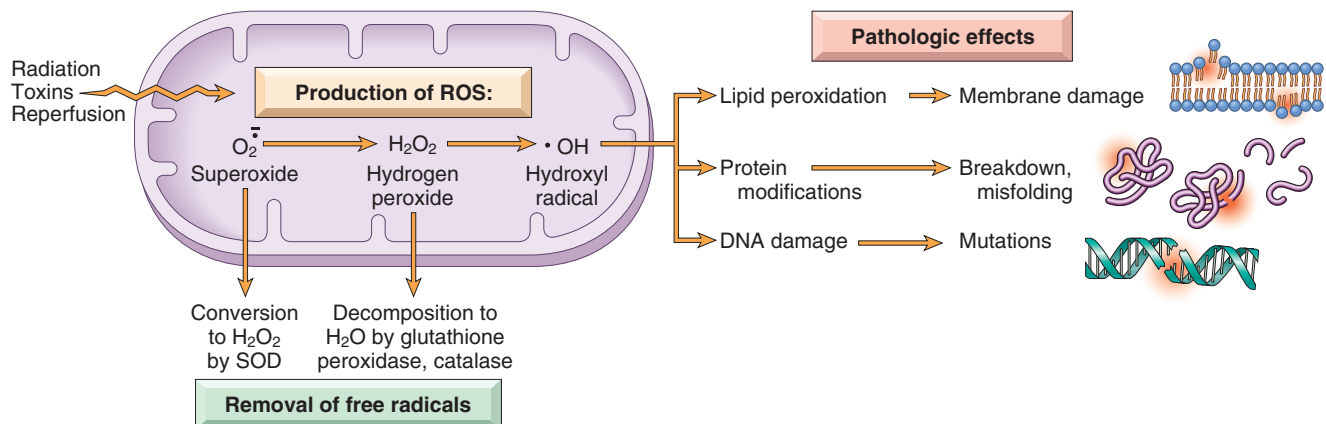 Pathologic effects
Radiation
Toxins
Reperfusion
Production of ROS:
O₂•̄
Superoxide
H₂O₂
Hydrogen
peroxide
• OH
Hydroxyl
radical
Lipid peroxidation
Membrane damage
Protein
modifications
Breakdown,
misfolding
DNA damage
Mutations
Conversion
to H₂O₂
by SOD
Decomposition to
H₂O by glutathione
peroxidase, catalase
Removal of free radicals